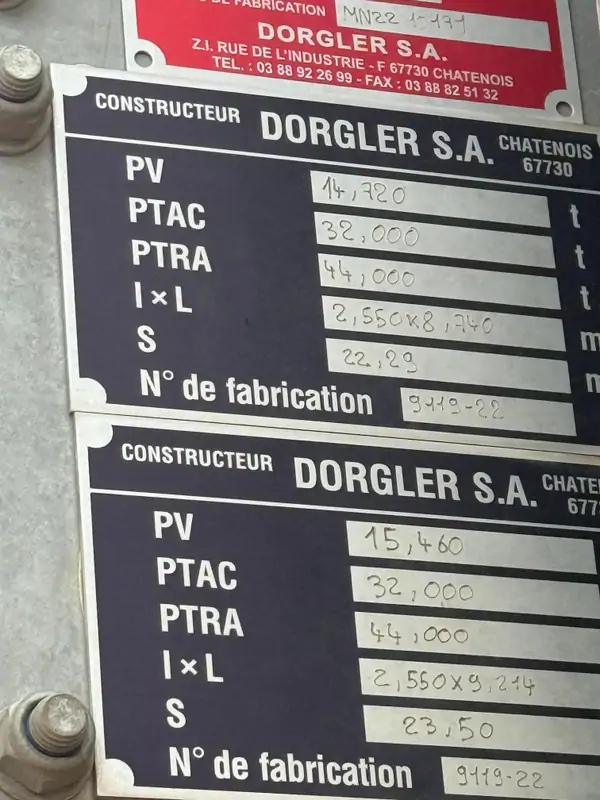 DE FABRICATION MN22
DORGLER S.A.
Z.I. RUE DE L'INDUSTRIE - F 67730 CHATENOIS
TEL. : 03 88 92 26 99 - FAX : 03 88 82 51 32
CONSTRUCTEUR DORGLER S.A. CHATENOIS
67730
PV 14,720 t
PTAC 32,000 t
PTRA 44,000 t
l × L 2,550x8,740 m
S 22,29 m
N° de fabrication 9119-22
CONSTRUCTEUR DORGLER S.A. CHATE
677
PV 15,460
PTAC 32,000
PTRA 44,000
l × L 2,550x9,214
S 23,50
N° de fabrication 9119-22